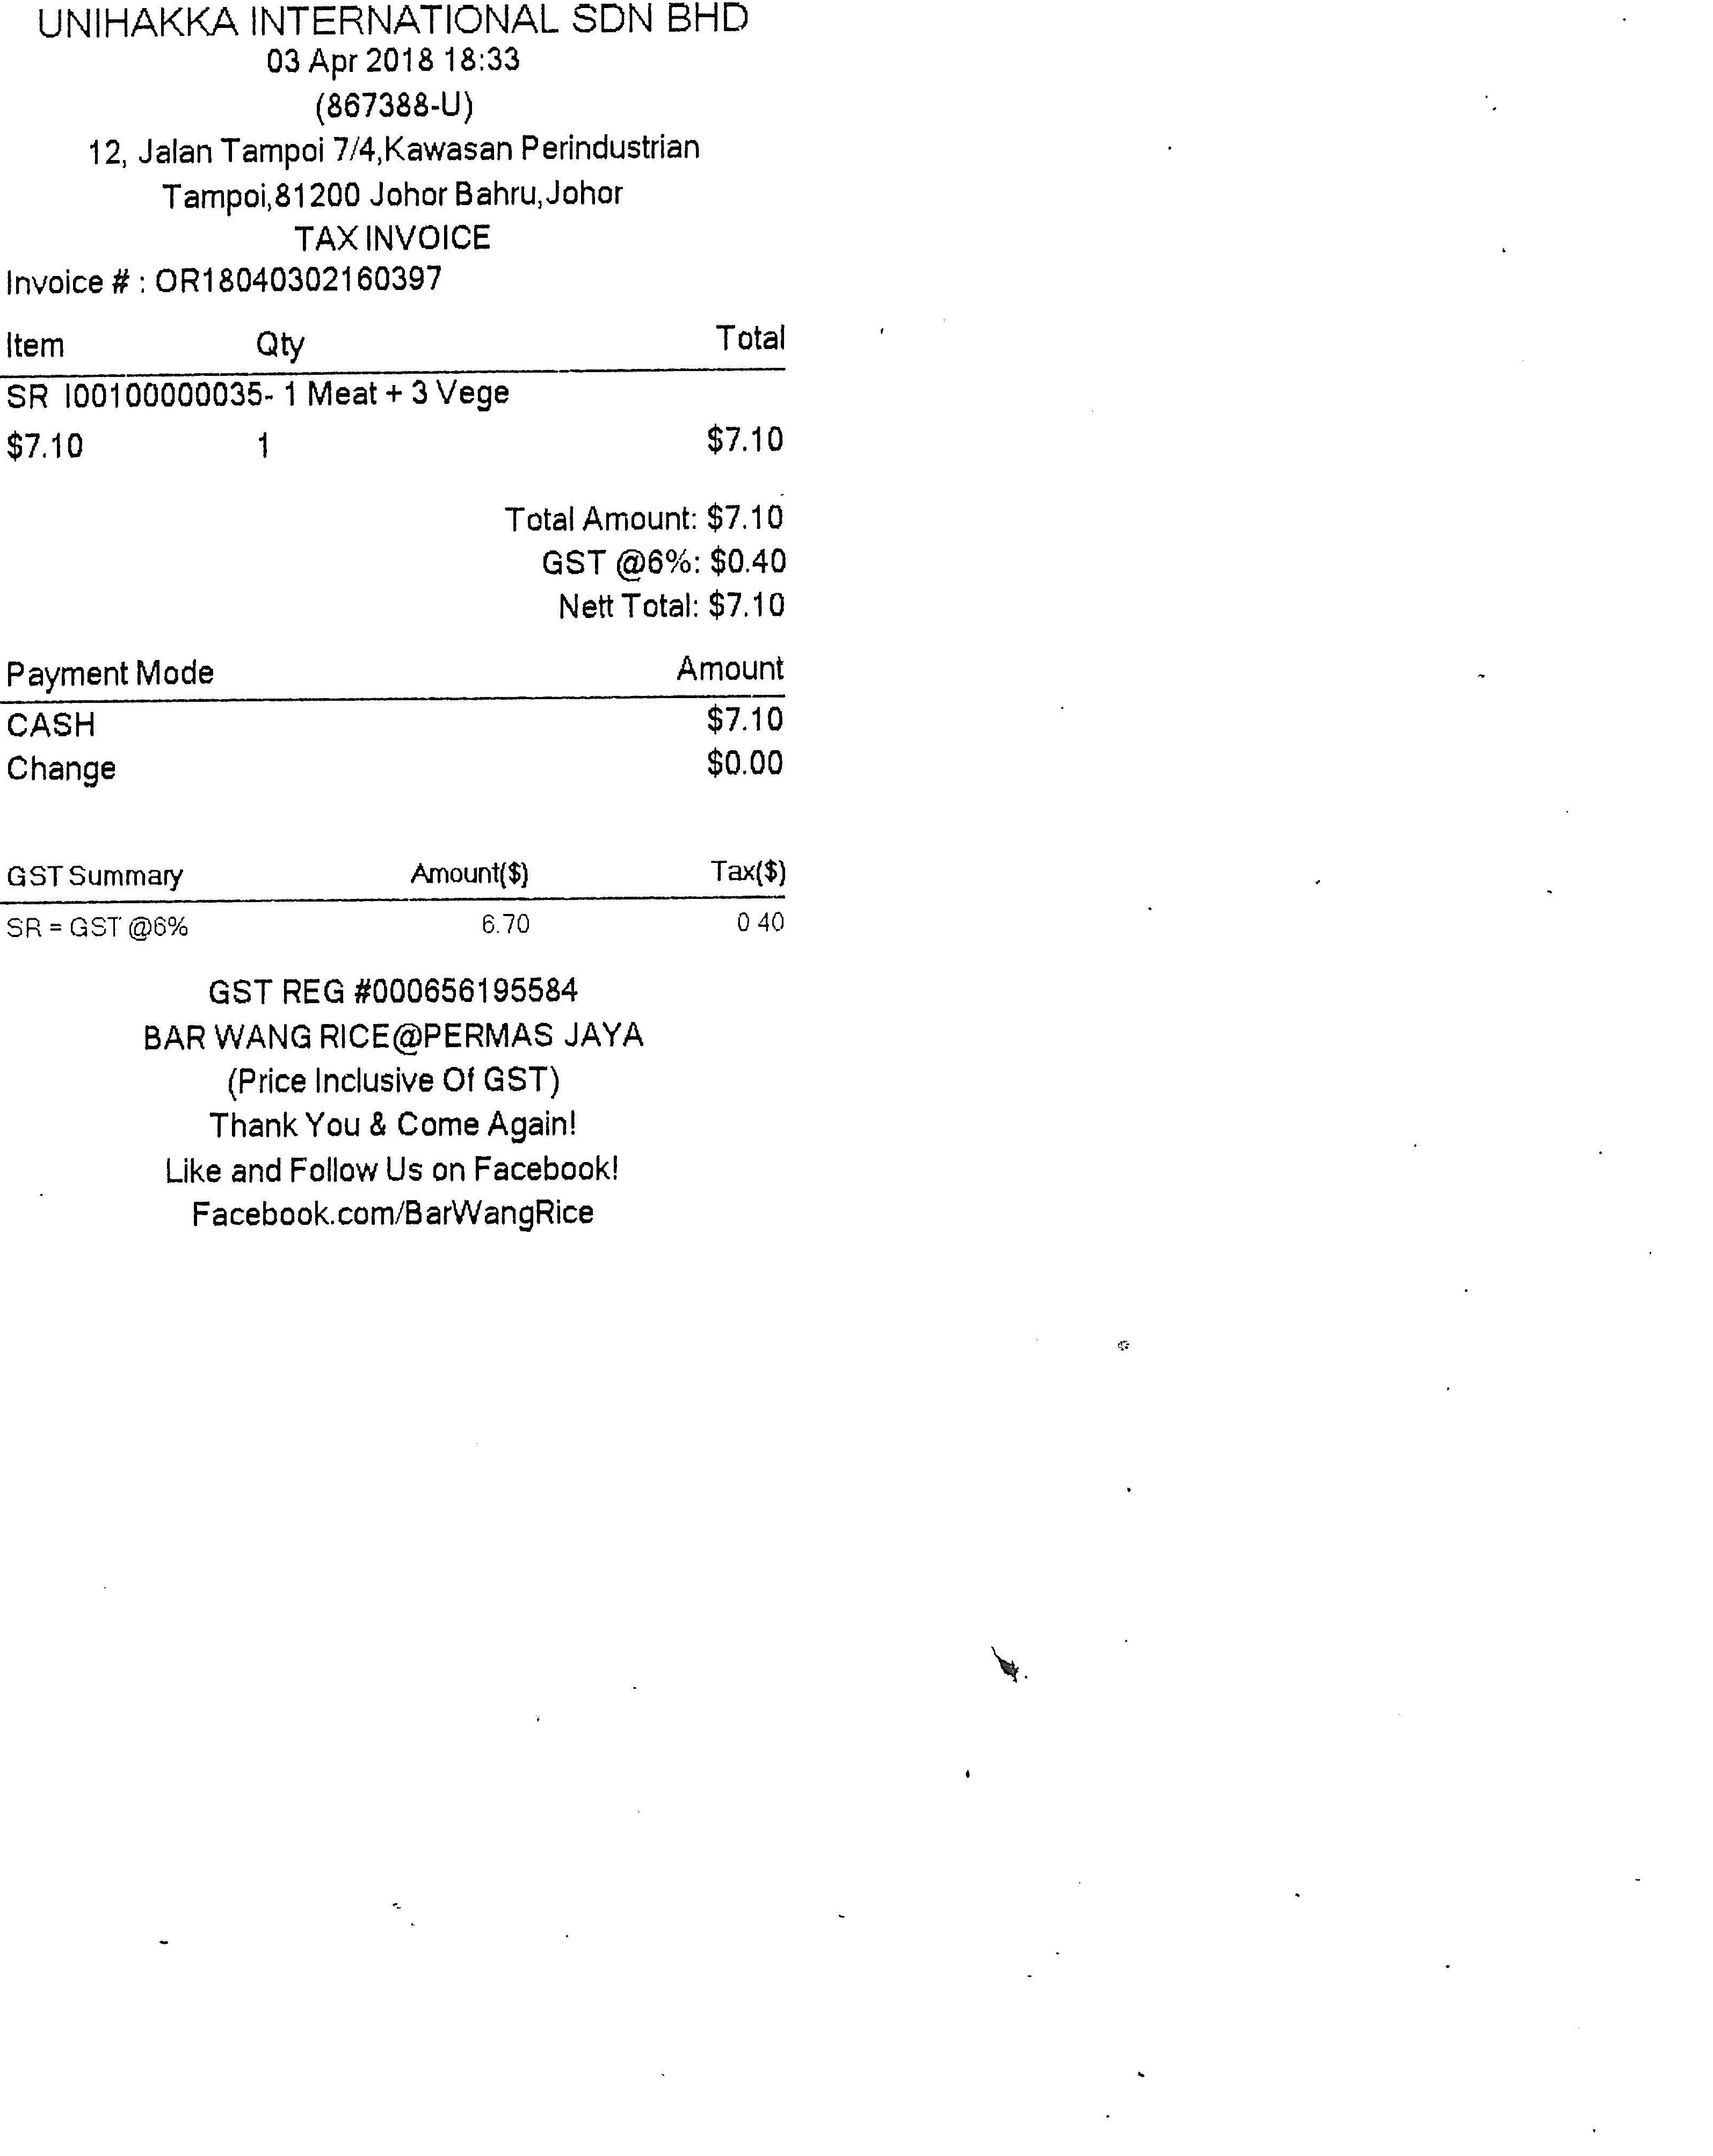 UNIHAKKA INTERNATIONAL SDN BHD
03 Apr 2018 18:33
(867388-U)
12, Jalan Tampoi 7/4,Kawasan Perindustrian
Tampoi,81200 Johor Bahru,Johor
TAX INVOICE
Invoice # : OR18040302160397
Item Qty Total
SR I00100000035- 1 Meat + 3 Vege
$7.10 1 $7.10
Total Amount: $7.10
GST @6%: $0.40
Nett Total: $7.10
Payment Mode Amount
CASH $7.10
Change $0.00
GST Summary Amount($) Tax($)
SR = GST @6% 6.70 0 40
GST REG #000656195584
BAR WANG RICE@PERMAS JAYA
(Price Inclusive Of GST)
Thank You & Come Again!
Like and Follow Us on Facebook!
Facebook.com/BarWangRice